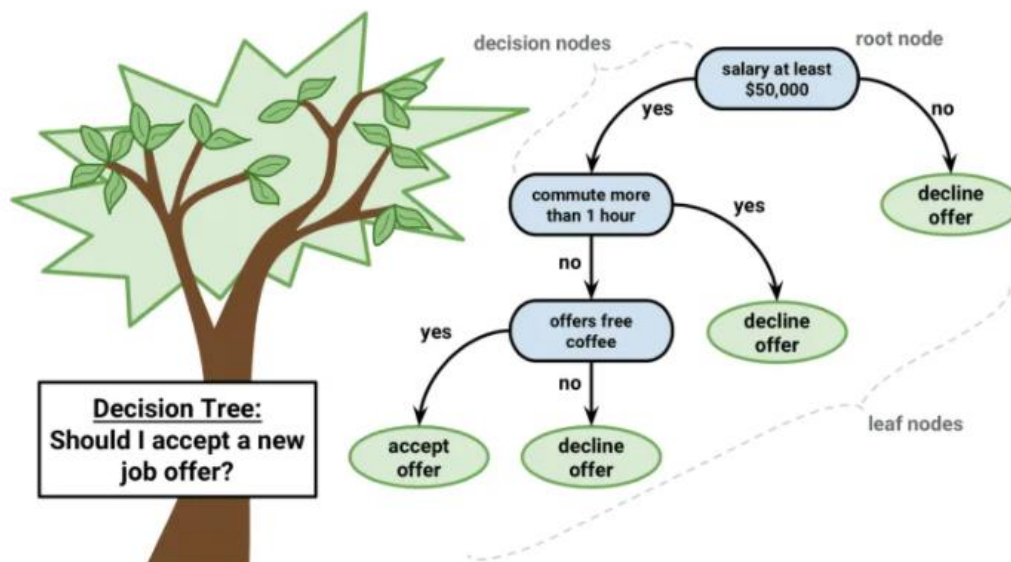 decision nodes
root node
salary at least
$50,000
yes
no
commute more
than 1 hour
yes
decline
offer
no
offers free
coffee
decline
offer
yes
no
Decision Tree:
Should I accept a new
job offer?
accept
offer
decline
offer
leaf nodes